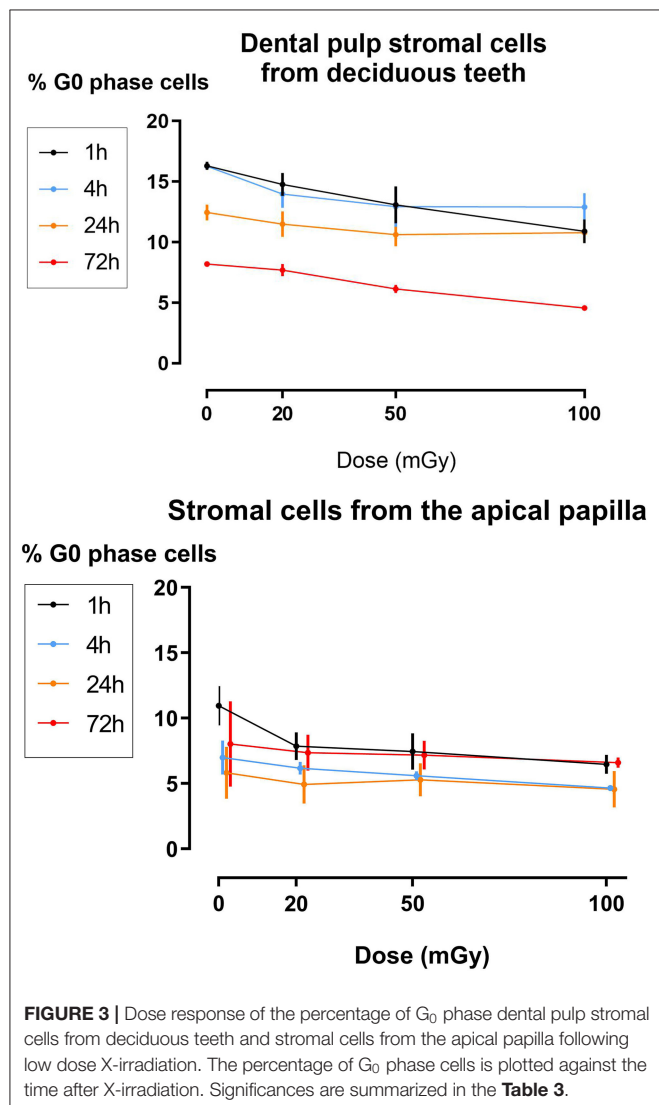 Dental pulp stromal cells
from deciduous teeth
% G0 phase cells
1h
4h
24h
72h
20
15
10
5
0
0 20 50 100
Dose (mGy)
Stromal cells from the apical papilla
% G0 phase cells
1h
4h
24h
72h
20
15
10
5
0
0 20 50 100
Dose (mGy)
FIGURE 3 | Dose response of the percentage of G₀ phase dental pulp stromal
cells from deciduous teeth and stromal cells from the apical papilla following
low dose X-irradiation. The percentage of G₀ phase cells is plotted against the
time after X-irradiation. Significances are summarized in the Table 3.